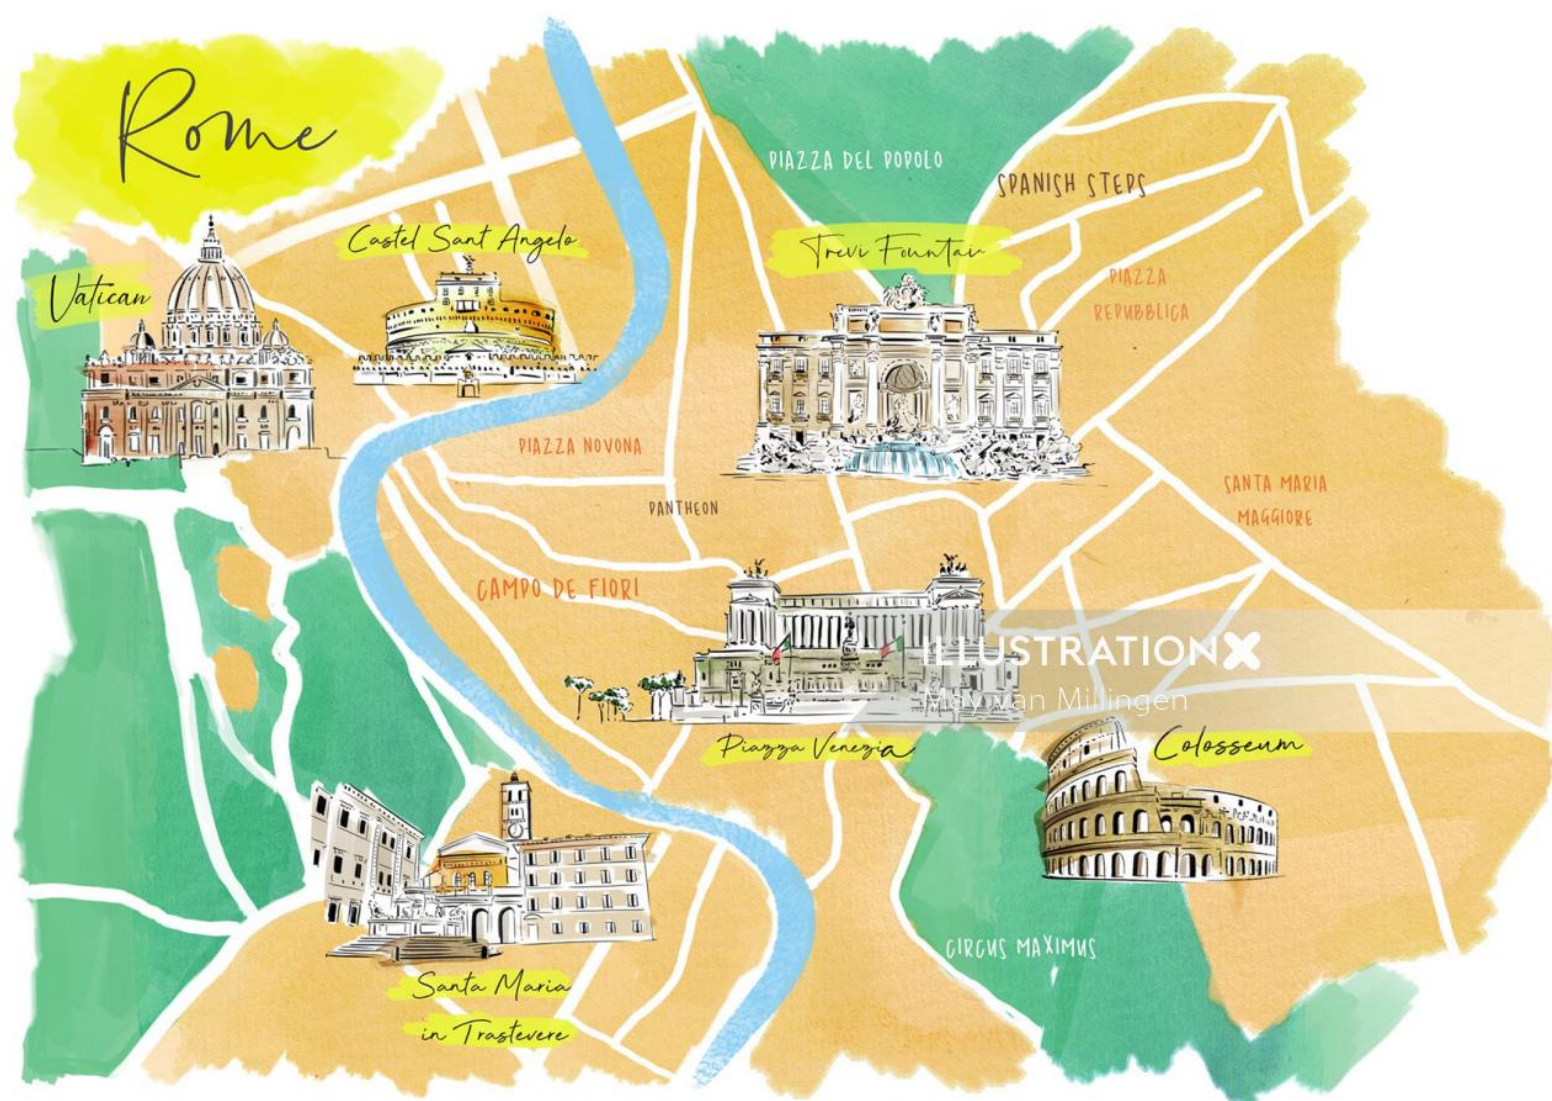 Rome
PIAZZA DEL POPOLO
SPANISH STEPS
Castel Sant Angelo
Trevi Fountain
Vatican
PIAZZA
REPUBBLICA
PIAZZA NOVONA
PANTHEON
SANTA MARIA
MAGGIORE
CAMPO DE FIORI
ILLUSTRATIONX
May van Millingen
Piazza Venezia
Colosseum
CIRCUS MAXIMUS
Santa Maria
in Trastevere